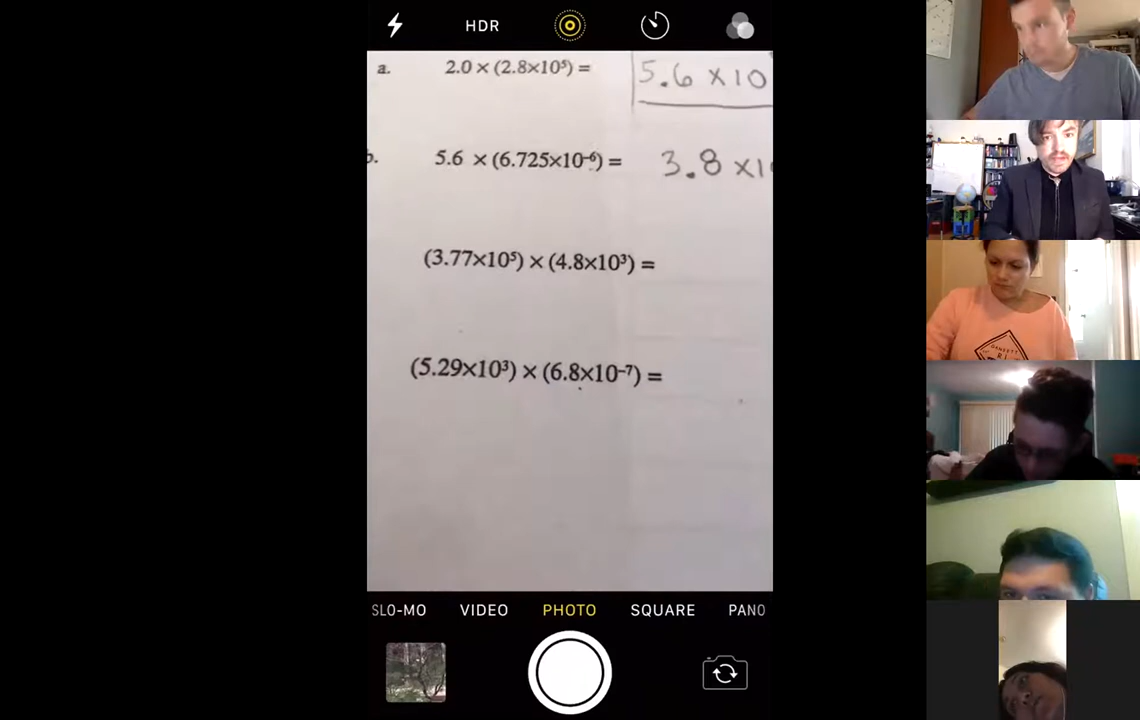 HDR
a. 2.0 × (2.8×10⁵) = 5.6 × 10
b. 5.6 × (6.725×10⁻⁶) = 3.8 × 10
(3.77×10⁵) × (4.8×10³) =
(5.29×10³) × (6.8×10⁻⁷) =
SLO-MO VIDEO PHOTO SQUARE PANO